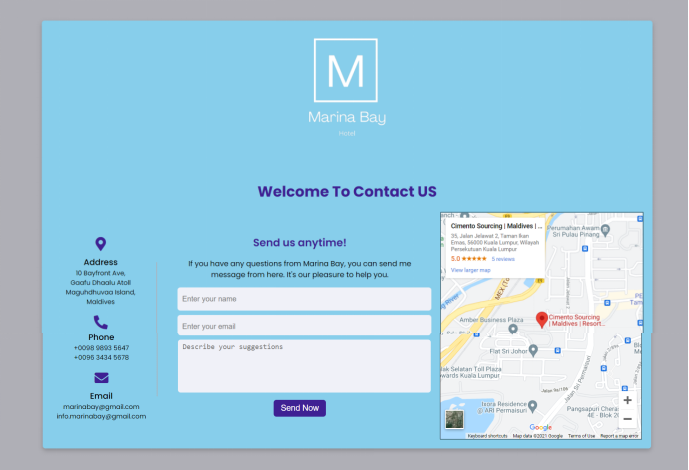 M
Marina Bay
Hotel
Welcome To Contact US
Address
10 Bayfront Ave,
Gaafu Dhaalu Atoll
Maguhdhuvaa Island,
Maldives
Phone
+0098 9893 5647
+0096 3434 5678
Email
marinabay@gmail.com
info.marinabay@gmail.com
Send us anytime!
If you have any questions from Marina Bay, you can send me
message from here. It's our pleasure to help you.
Enter your name
Enter your email
Describe your suggestions
Send Now
Cimento Sourcing | Maldives | ...
35, Jalan Jelawat 2, Taman Ikan
Emas, 56000 Kuala Lumpur, Wilayah
Persekutuan Kuala Lumpur
5.0 ★★★★★ 5 reviews
View larger map
Perumahan Awam
Sri Pulau Pinang
MEX
Amber Business Plaza
Cimento Sourcing
| Maldives | Resort...
Flat Sri Johor
Selatan Toll Plaza
wards Kuala Lumpur
Jalan Sri Permaisuri
Ixora Residence
@ ARI Permaisuri
Pangsapuri Cheras
4E - Blok
+
−
Google
Keyboard shortcuts Map data ©2021 Google Terms of Use Report a map error